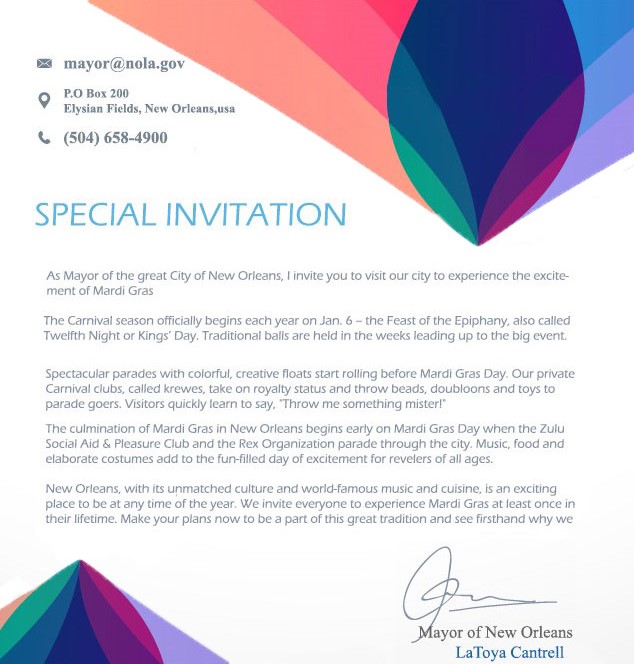 mayor@nola.gov
P.O Box 200
Elysian Fields, New Orleans,usa
(504) 658-4900
SPECIAL INVITATION
As Mayor of the great City of New Orleans, I invite you to visit our city to experience the excite-
ment of Mardi Gras
The Carnival season officially begins each year on Jan. 6 – the Feast of the Epiphany, also called
Twelfth Night or Kings' Day. Traditional balls are held in the weeks leading up to the big event.
Spectacular parades with colorful, creative floats start rolling before Mardi Gras Day. Our private
Carnival clubs, called krewes, take on royalty status and throw beads, doubloons and toys to
parade goers. Visitors quickly learn to say, "Throw me something mister!"
The culmination of Mardi Gras in New Orleans begins early on Mardi Gras Day when the Zulu
Social Aid & Pleasure Club and the Rex Organization parade through the city. Music, food and
elaborate costumes add to the fun-filled day of excitement for revelers of all ages.
New Orleans, with its unmatched culture and world-famous music and cuisine, is an exciting
place to be at any time of the year. We invite everyone to experience Mardi Gras at least once in
their lifetime. Make your plans now to be a part of this great tradition and see firsthand why we
Mayor of New Orleans
LaToya Cantrell